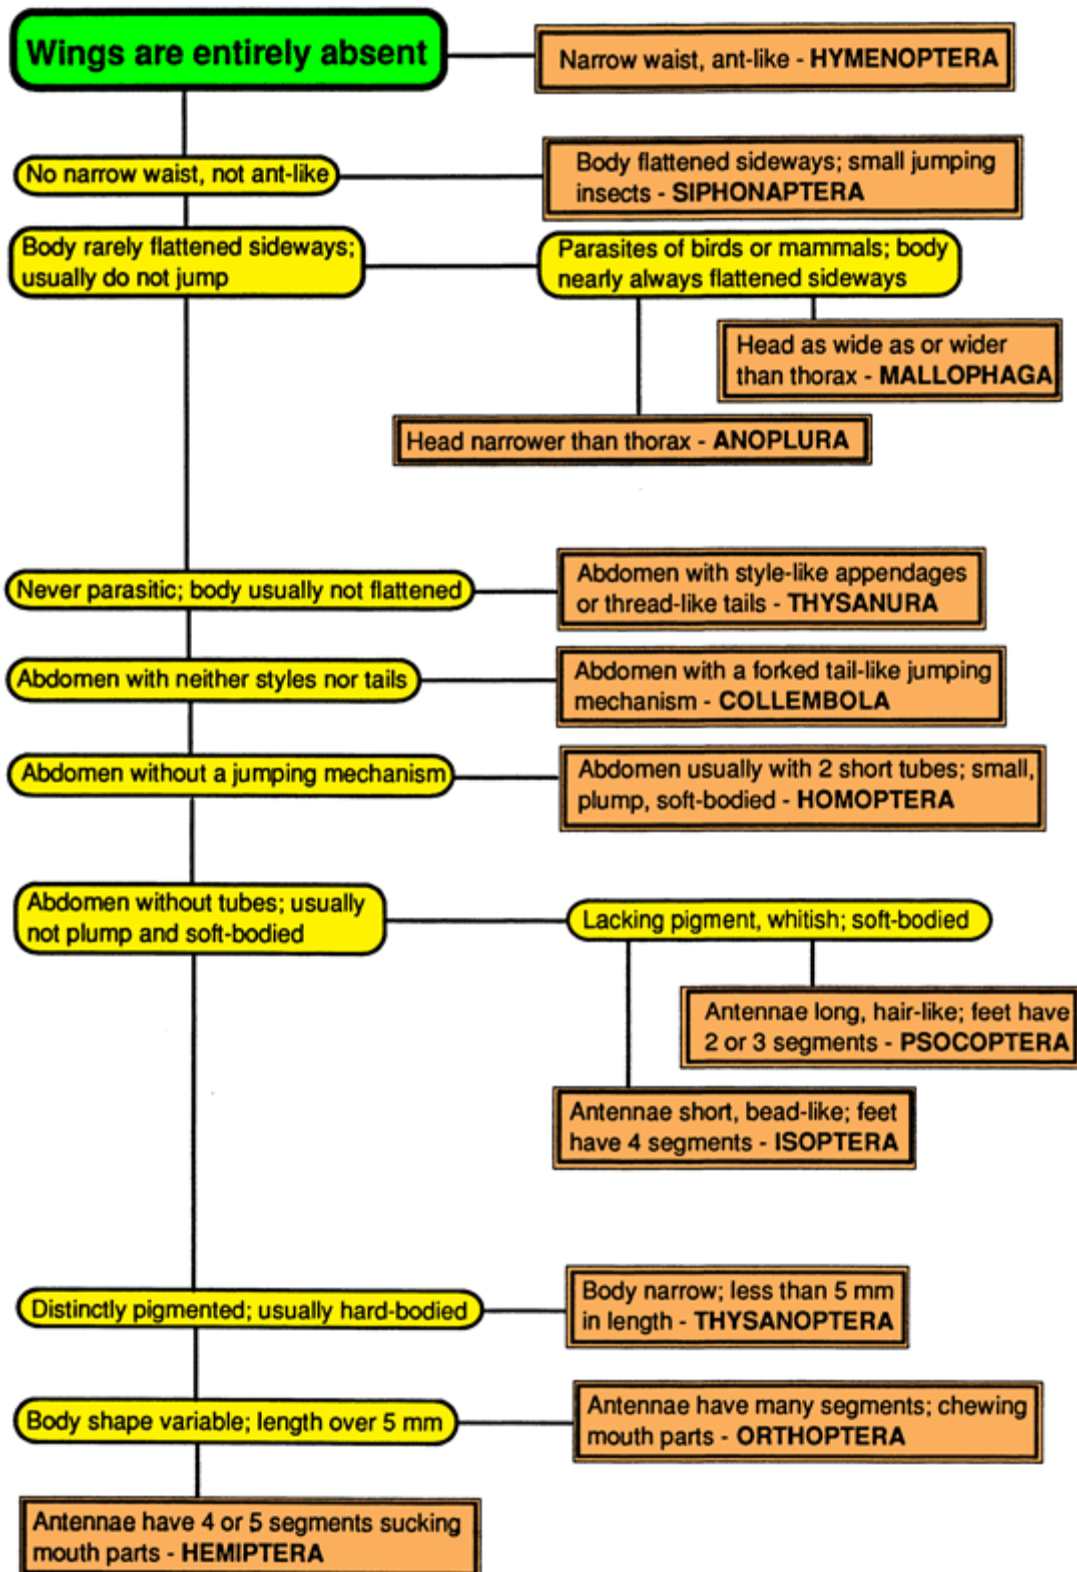 Wings are entirely absent
Narrow waist, ant-like - HYMENOPTERA
No narrow waist, not ant-like
Body flattened sideways; small jumping
insects - SIPHONAPTERA
Body rarely flattened sideways;
usually do not jump
Parasites of birds or mammals; body
nearly always flattened sideways
Head as wide as or wider
than thorax - MALLOPHAGA
Head narrower than thorax - ANOPLURA
Never parasitic; body usually not flattened
Abdomen with style-like appendages
or thread-like tails - THYSANURA
Abdomen with neither styles nor tails
Abdomen with a forked tail-like jumping
mechanism - COLLEMBOLA
Abdomen without a jumping mechanism
Abdomen usually with 2 short tubes; small,
plump, soft-bodied - HOMOPTERA
Abdomen without tubes; usually
not plump and soft-bodied
Lacking pigment, whitish; soft-bodied
Antennae long, hair-like; feet have
2 or 3 segments - PSOCOPTERA
Antennae short, bead-like; feet
have 4 segments - ISOPTERA
Distinctly pigmented; usually hard-bodied
Body narrow; less than 5 mm
in length - THYSANOPTERA
Body shape variable; length over 5 mm
Antennae have many segments; chewing
mouth parts - ORTHOPTERA
Antennae have 4 or 5 segments sucking
mouth parts - HEMIPTERA